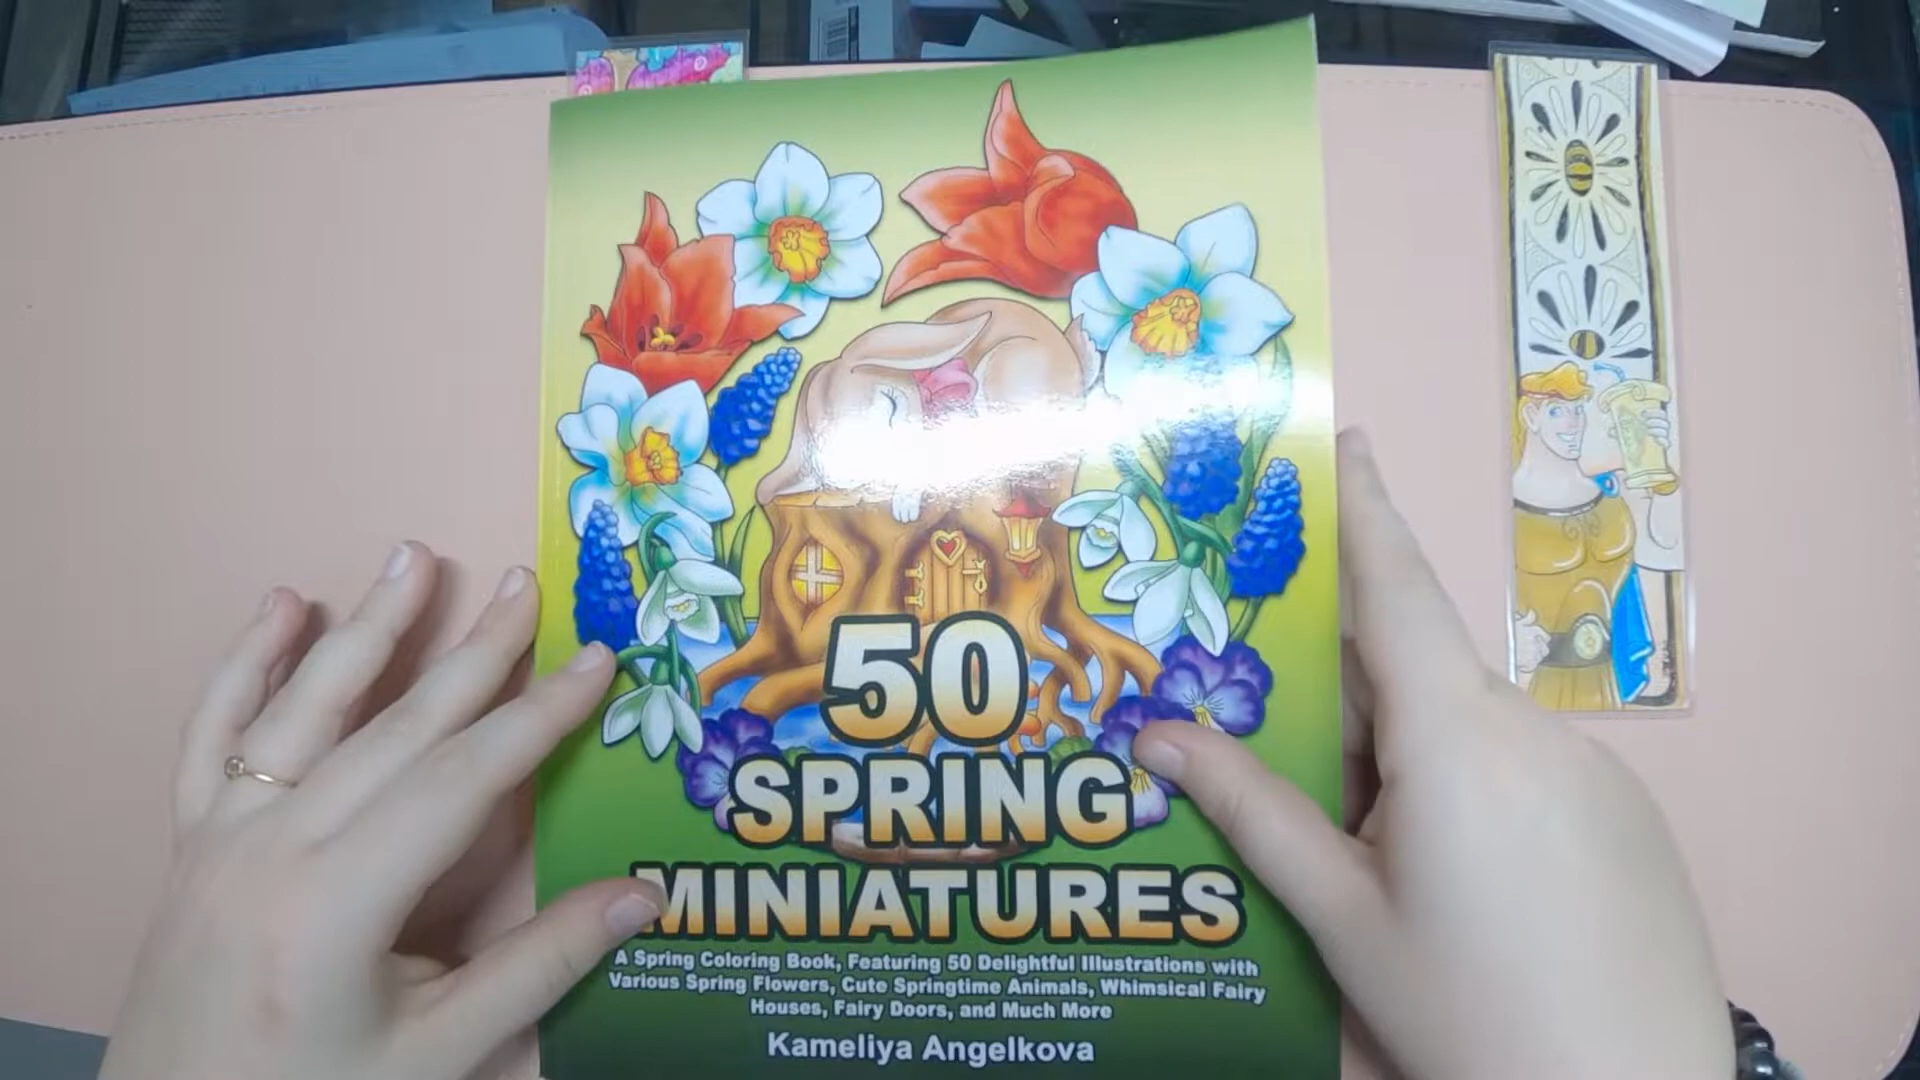 50
SPRING
MINIATURES
A Spring Coloring Book, Featuring 50 Delightful Illustrations with
Various Spring Flowers, Cute Springtime Animals, Whimsical Fairy
Houses, Fairy Doors, and Much More
Kameliya Angelkova